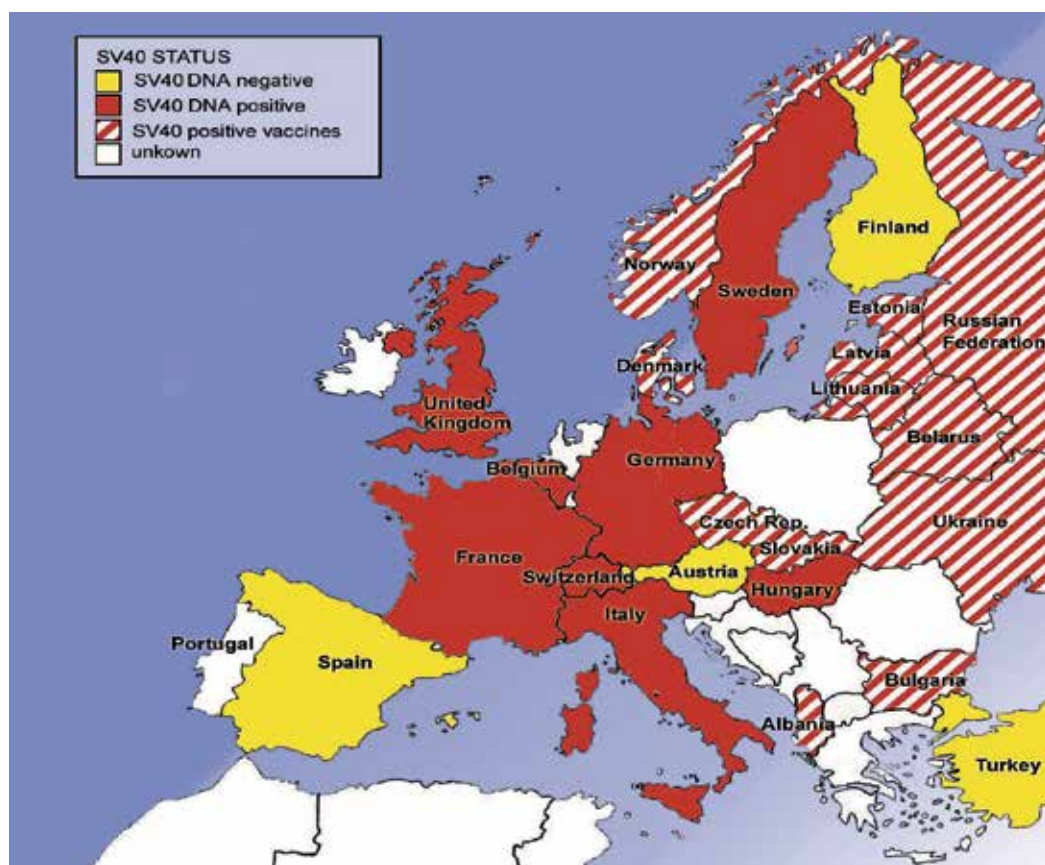 SV40 STATUS
SV40 DNA negative
SV40 DNA positive
SV40 positive vaccines
unkown
Finland
Norway
Sweden
Estonia
Russian
Federation
Latvia
Denmark
Lithuania
United
Kingdom
Belarus
Belgium
Germany
Czech Rep.
Ukraine
Slovakia
France
Switzerland
Austria
Hungary
Italy
Portugal
Spain
Bulgaria
Albania
Turkey